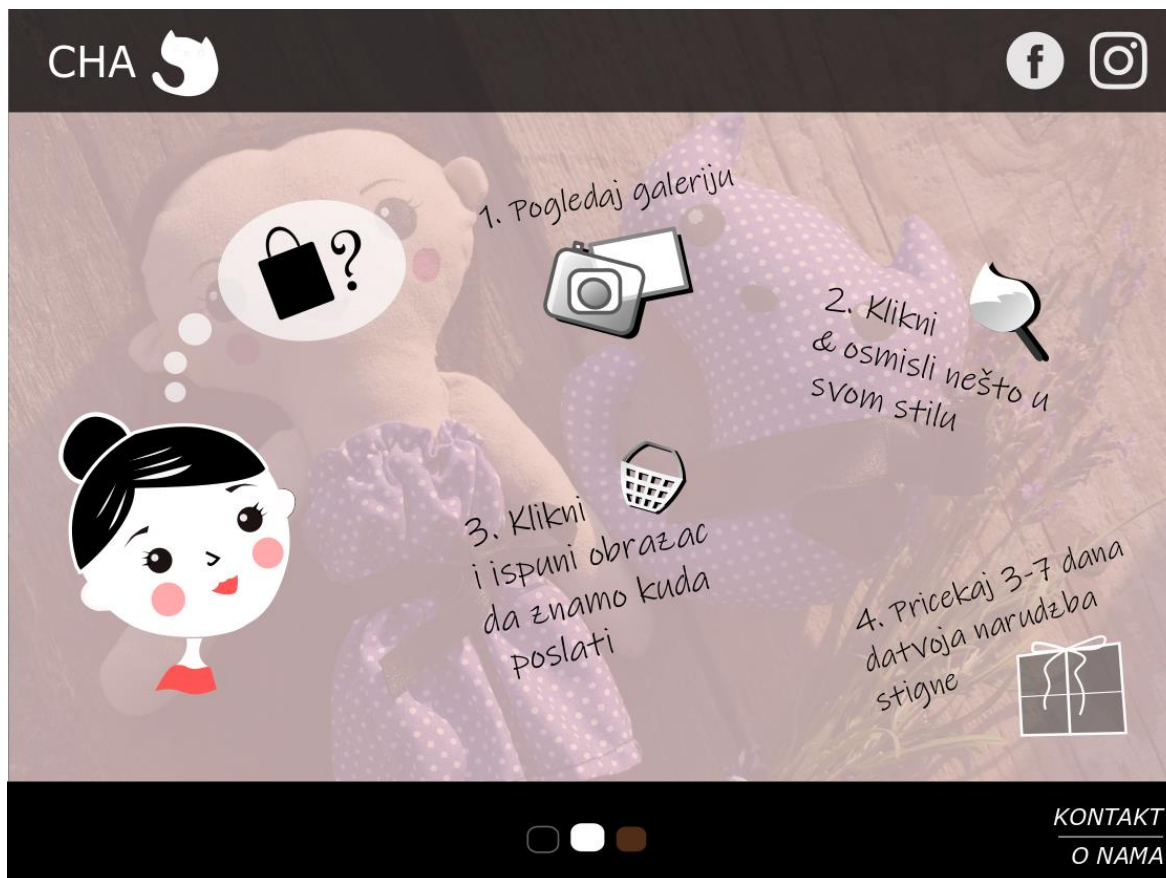 CHA
?
1. Pogledaj galeriju
2. Klikni
& osmisli nešto u
svom stilu
3. Klikni
i ispuni obrazac
da znamo kuda
poslati
4. Pricekaj 3-7 dana
datvoja narudzba
stigne
KONTAKT
O NAMA